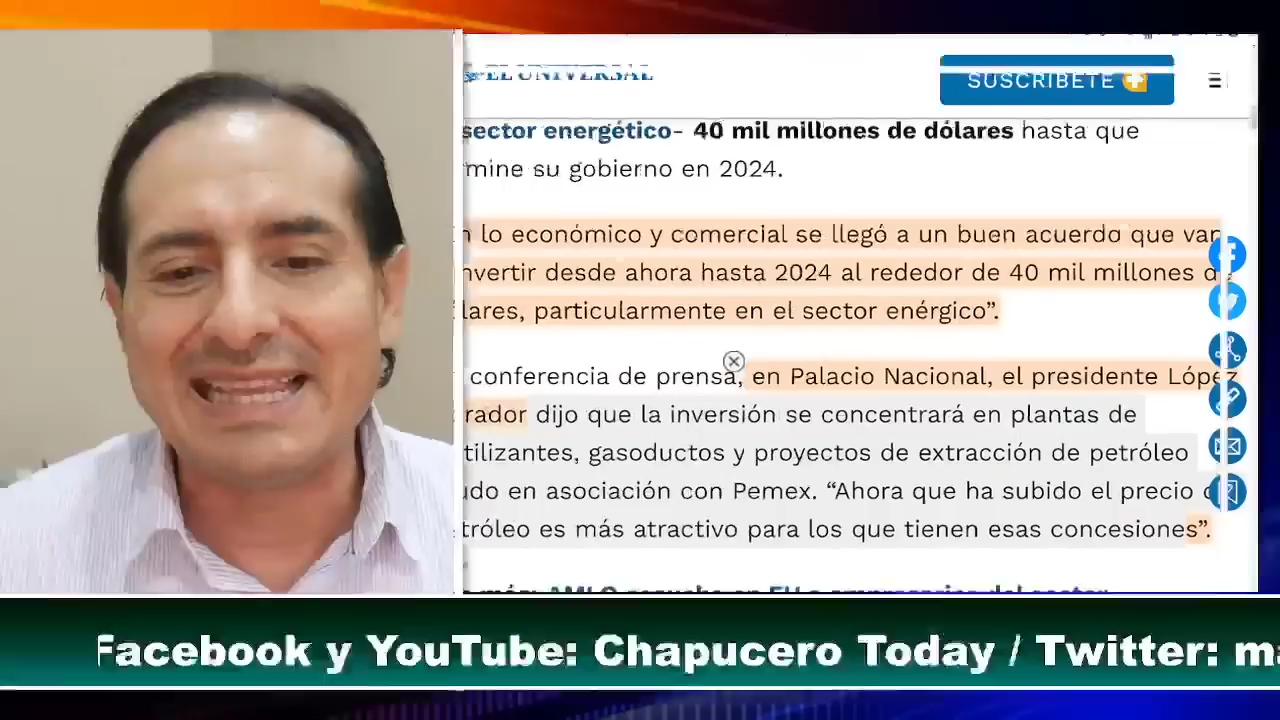 EL UNIVERSAL
SUSCRÍBETE
sector energético- 40 mil millones de dólares hasta que
mine su gobierno en 2024.
n lo económico y comercial se llegó a un buen acuerdo que van
nvertir desde ahora hasta 2024 al rededor de 40 mil millones d
lares, particularmente en el sector enérgico”.
conferencia de prensa, en Palacio Nacional, el presidente López
rador dijo que la inversión se concentrará en plantas de
tilizantes, gasoductos y proyectos de extracción de petróleo
udo en asociación con Pemex. “Ahora que ha subido el precio d
tróleo es más atractivo para los que tienen esas concesiones”.
Facebook y YouTube: Chapucero Today / Twitter: ma